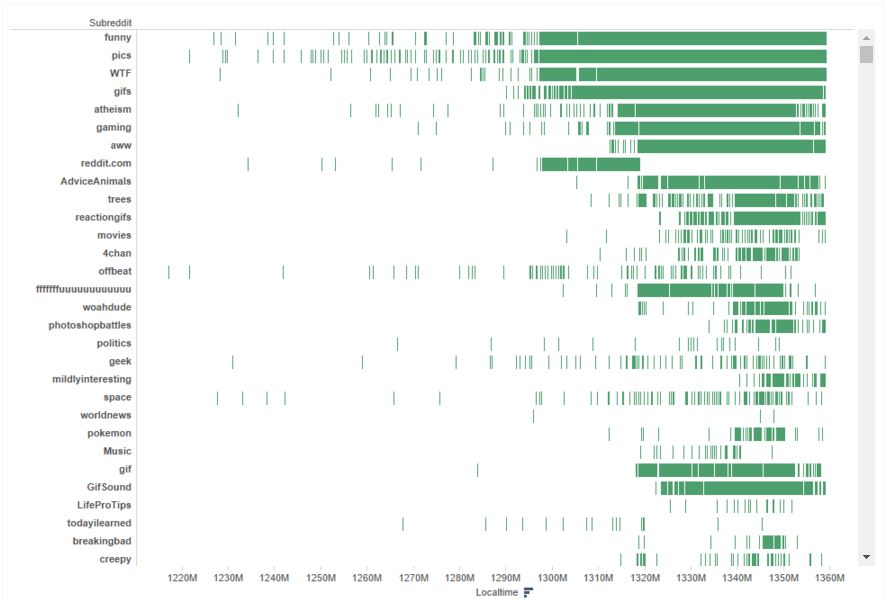 Subreddit
funny
pics
WTF
gifs
atheism
gaming
aww
reddit.com
AdviceAnimals
trees
reactiongifs
movies
4chan
offbeat
fffffffuuuuuuuuuuuu
woahdude
photoshopbattles
politics
geek
mildlyinteresting
space
worldnews
pokemon
Music
gif
GifSound
LifeProTips
todayilearned
breakingbad
creepy
1220M 1230M 1240M 1250M 1260M 1270M 1280M 1290M 1300M 1310M 1320M 1330M 1340M 1350M 1360M
Localtime